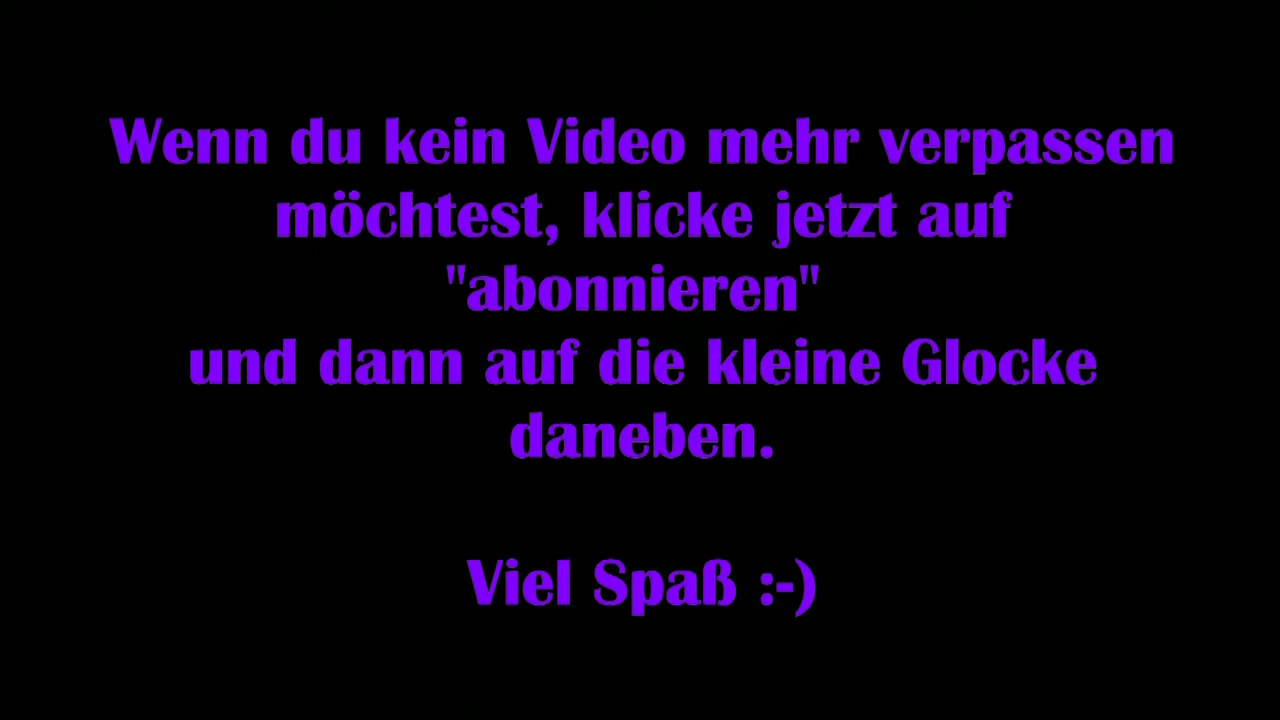 Wenn du kein Video mehr verpassen
möchtest, klicke jetzt auf
"abonnieren"
und dann auf die kleine Glocke
daneben.
Viel Spaß :-)